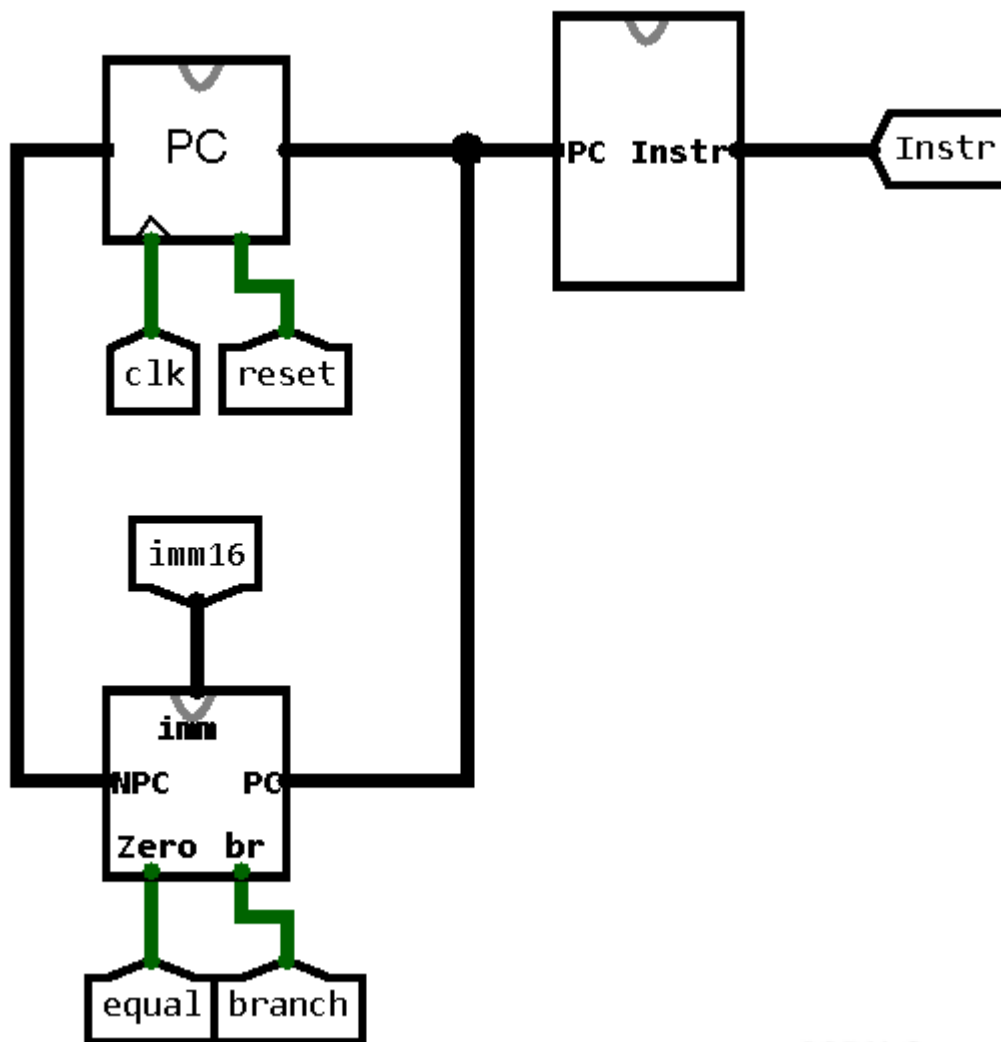 PC
PC Instr
Instr
clk
reset
imm16
imm
NPC
PC
Zero
br
equal
branch